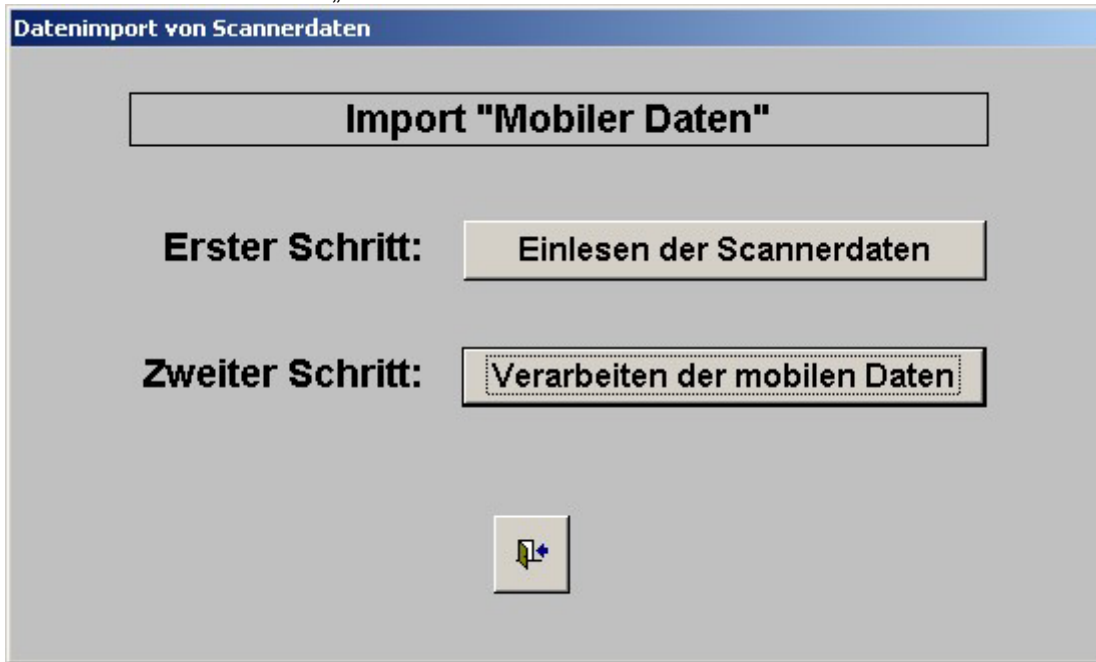 Datenimport von Scannerdaten
Import "Mobiler Daten"
Erster Schritt: Einlesen der Scannerdaten
Zweiter Schritt: Verarbeiten der mobilen Daten